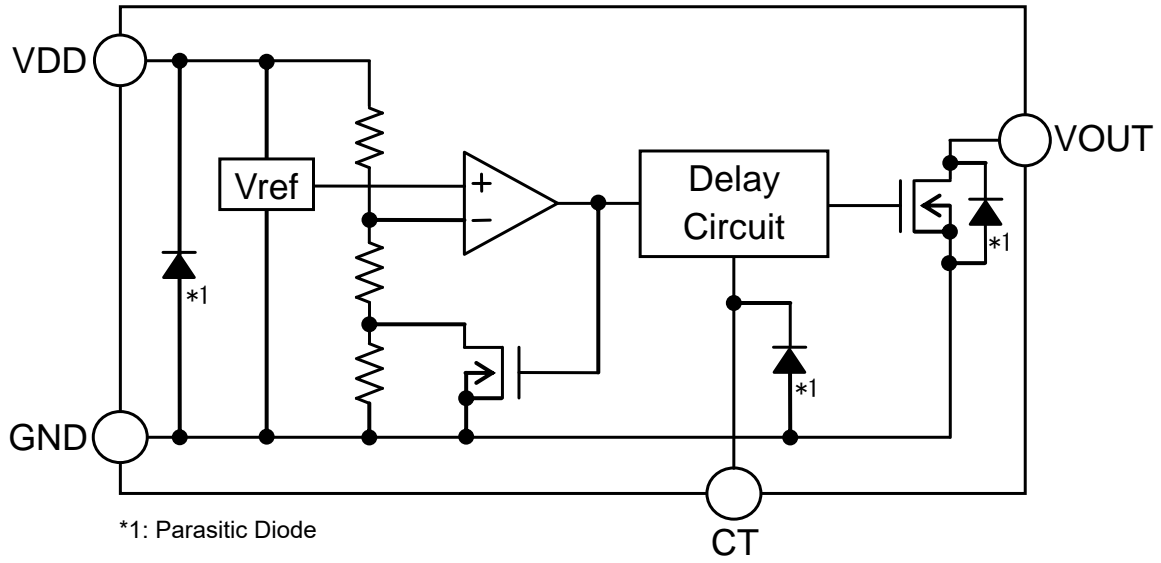 VDD
VOUT
Vref
+
−
Delay
Circuit
*1
*1
*1
GND
CT
*1: Parasitic Diode